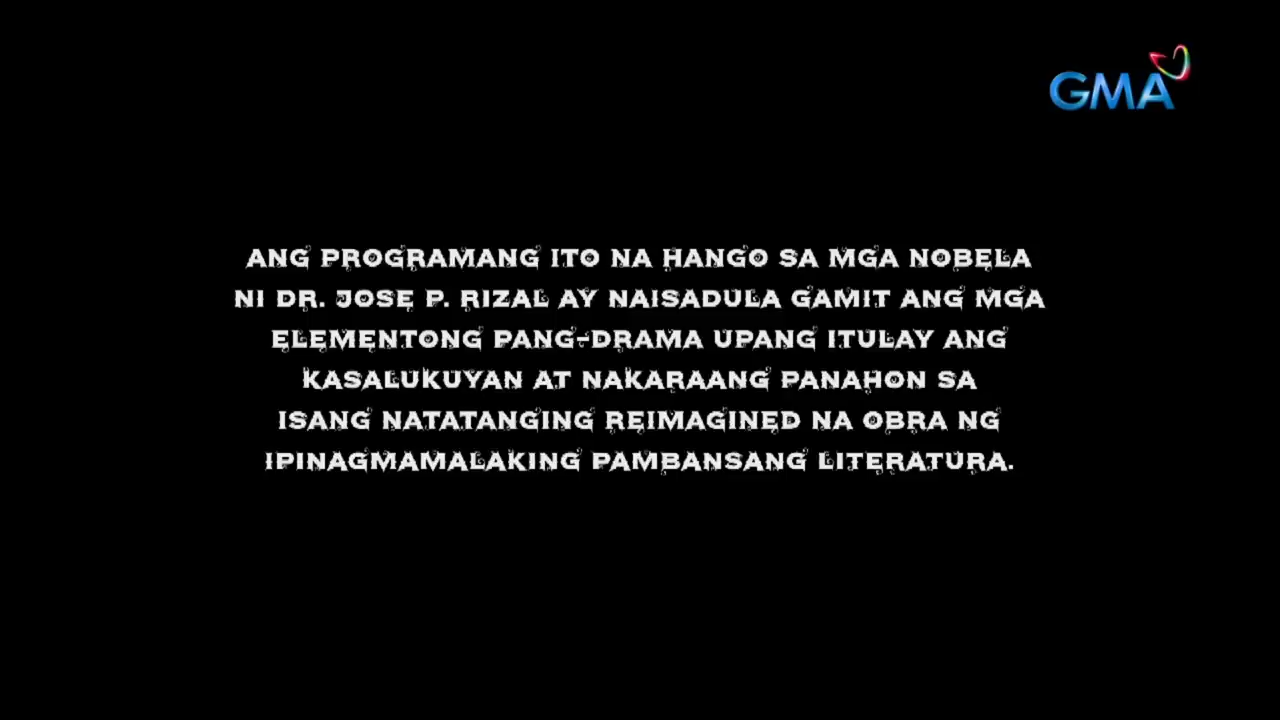 GMA
ANG PROGRAMANG ITO NA HANGO SA MGA NOBELA
NI DR. JOSE P. RIZAL AY NAISADULA GAMIT ANG MGA
ELEMENTONG PANG-DRAMA UPANG ITULAY ANG
KASALUKUYAN AT NAKARAANG PANAHON SA
ISANG NATATANGING REIMAGINED NA OBRA NG
IPINAGMAMALAKING PAMBANSANG LITERATURA.